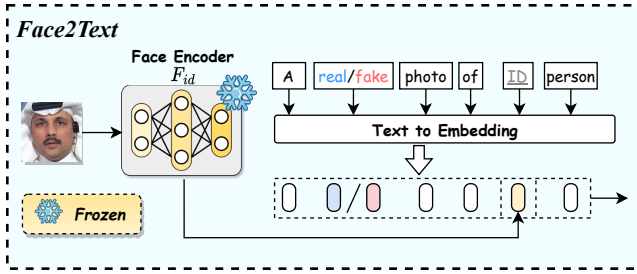 Face2Text
Face Encoder
F_id
A real/fake photo of ID person
Text to Embedding
/
Frozen